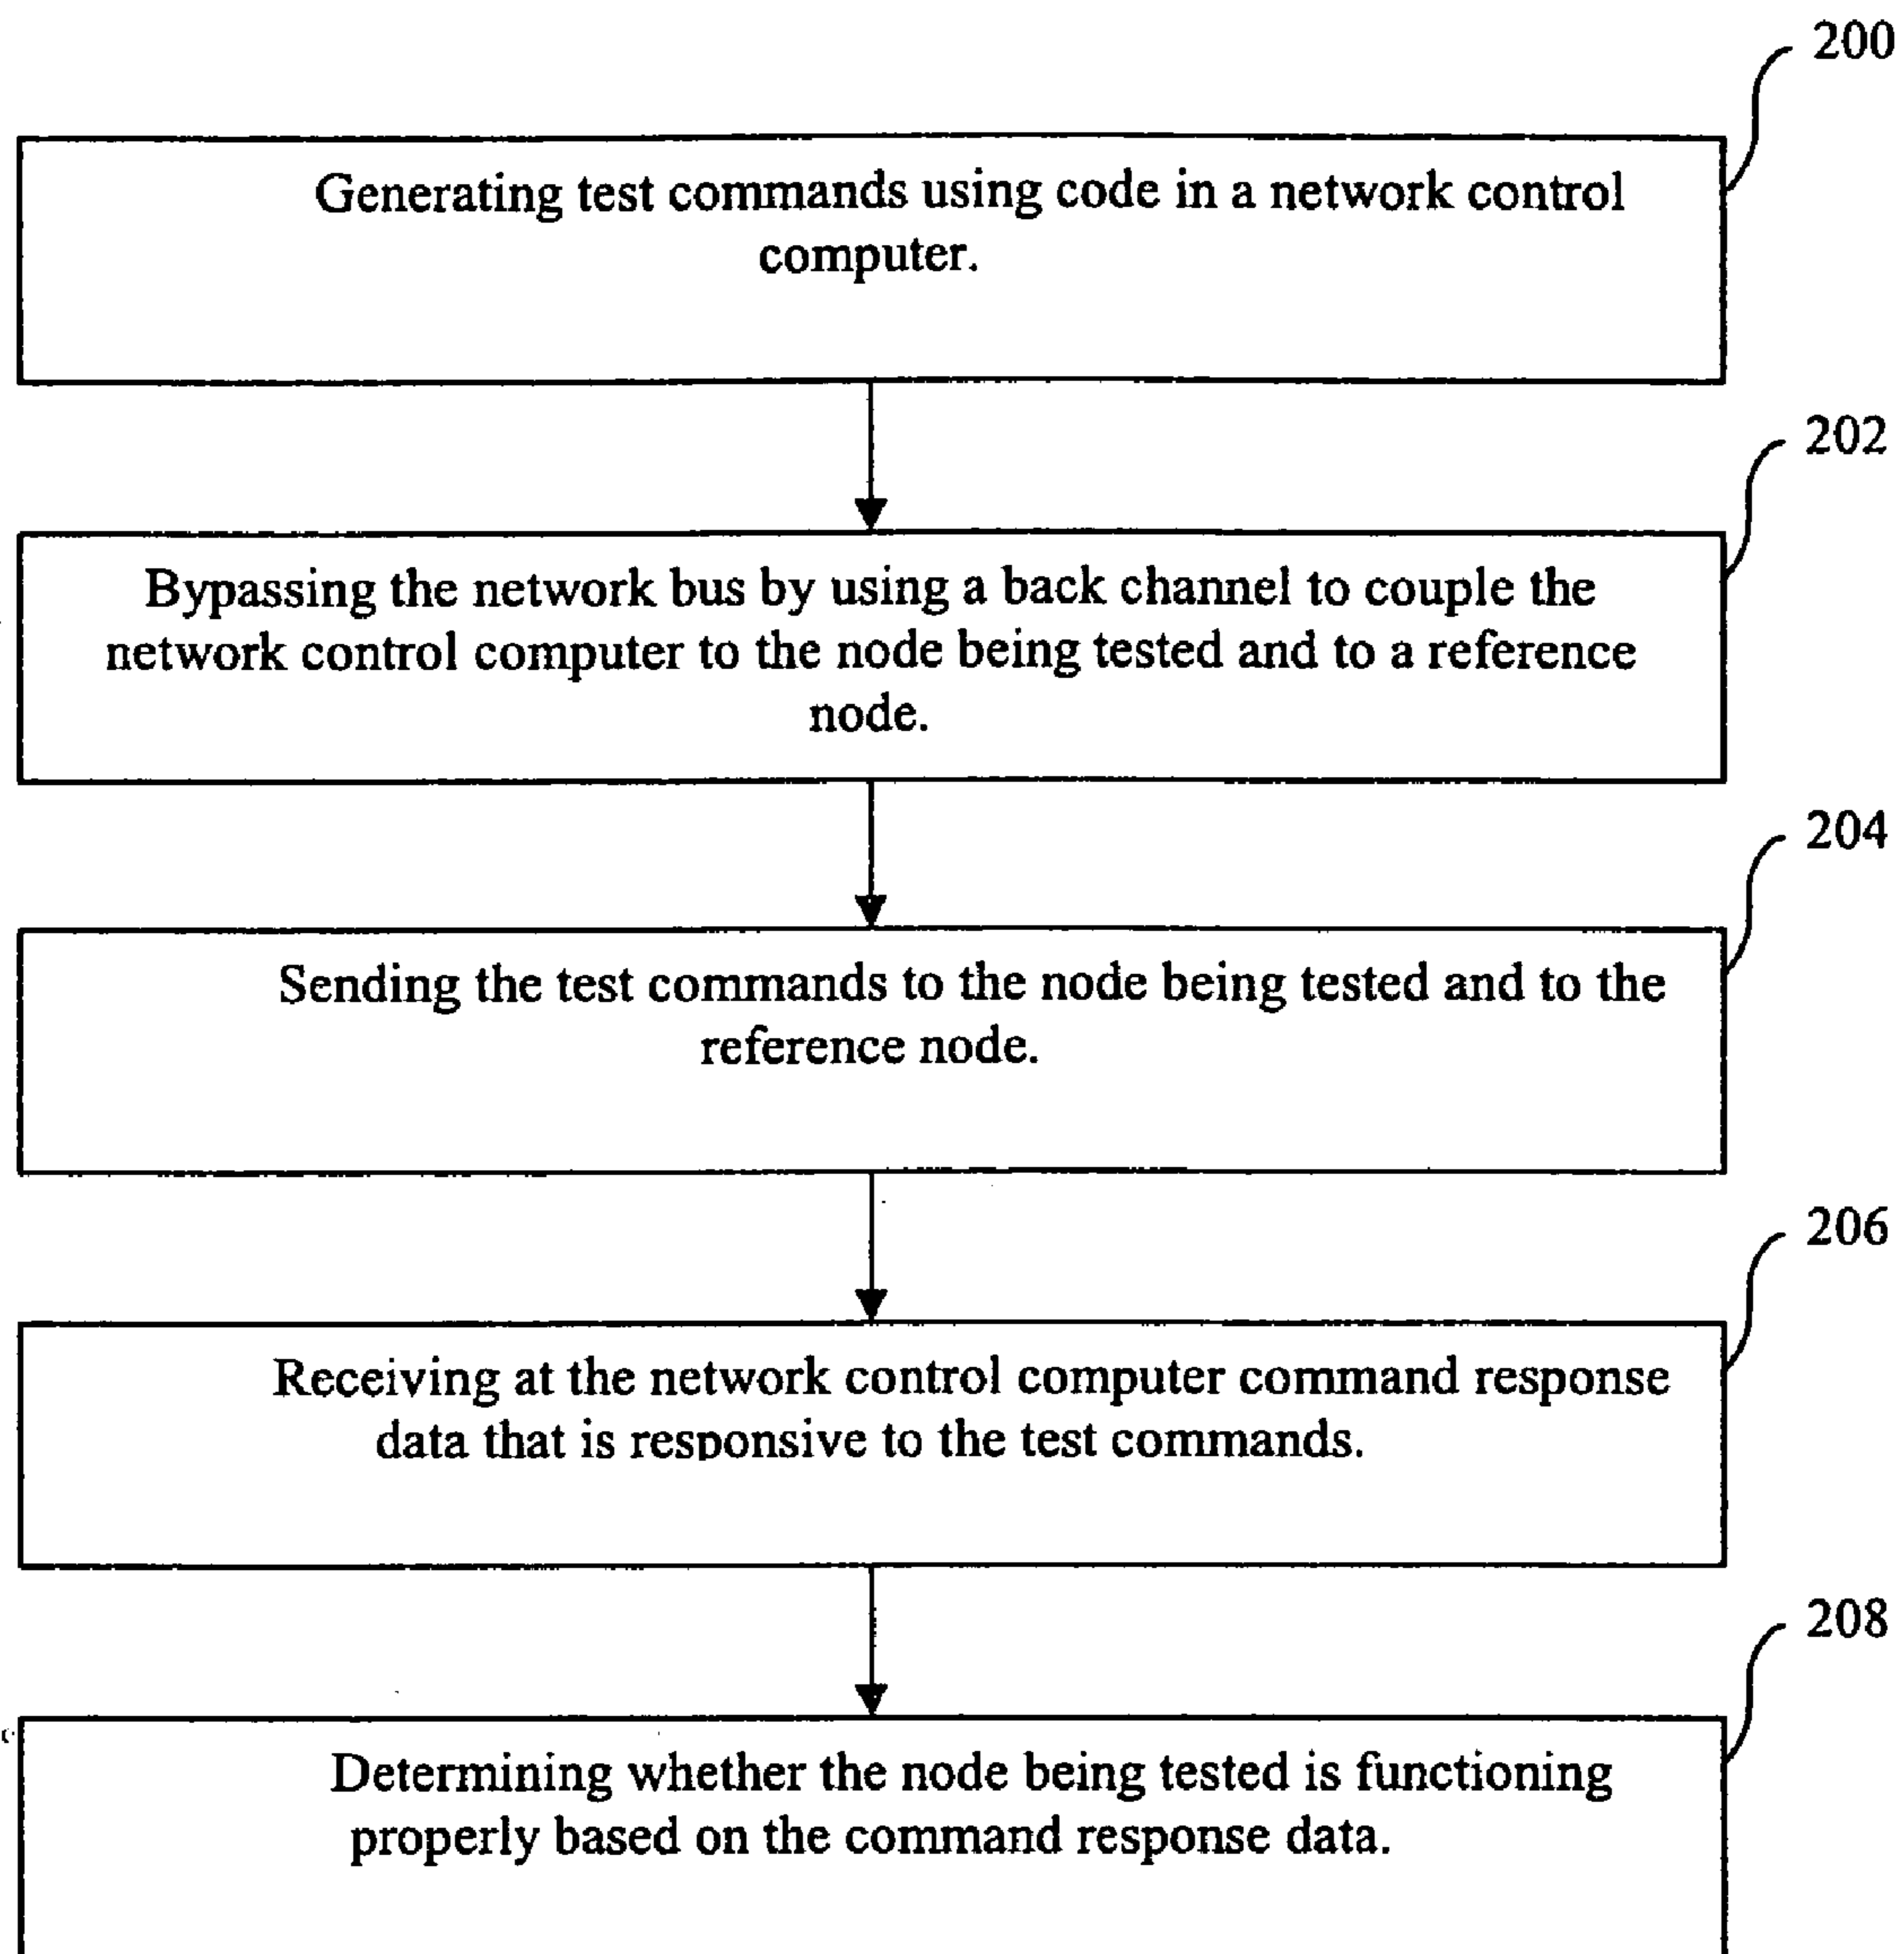 200
Generating test commands using code in a network control
computer.
202
Bypassing the network bus by using a back channel to couple the
network control computer to the node being tested and to a reference
node.
204
Sending the test commands to the node being tested and to the
reference node.
206
Receiving at the network control computer command response
data that is responsive to the test commands.
208
Determining whether the node being tested is functioning
properly based on the command response data.